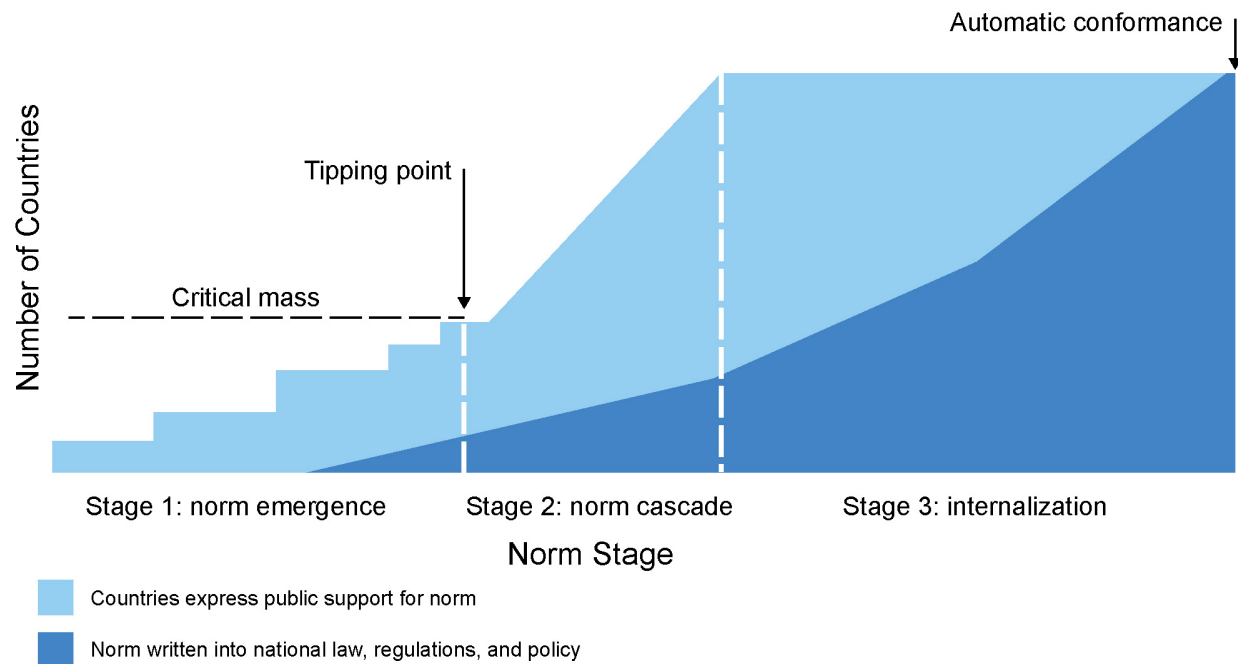 Automatic conformance
Tipping point
Critical mass
Number of Countries
Stage 1: norm emergence
Stage 2: norm cascade
Stage 3: internalization
Norm Stage
Countries express public support for norm
Norm written into national law, regulations, and policy